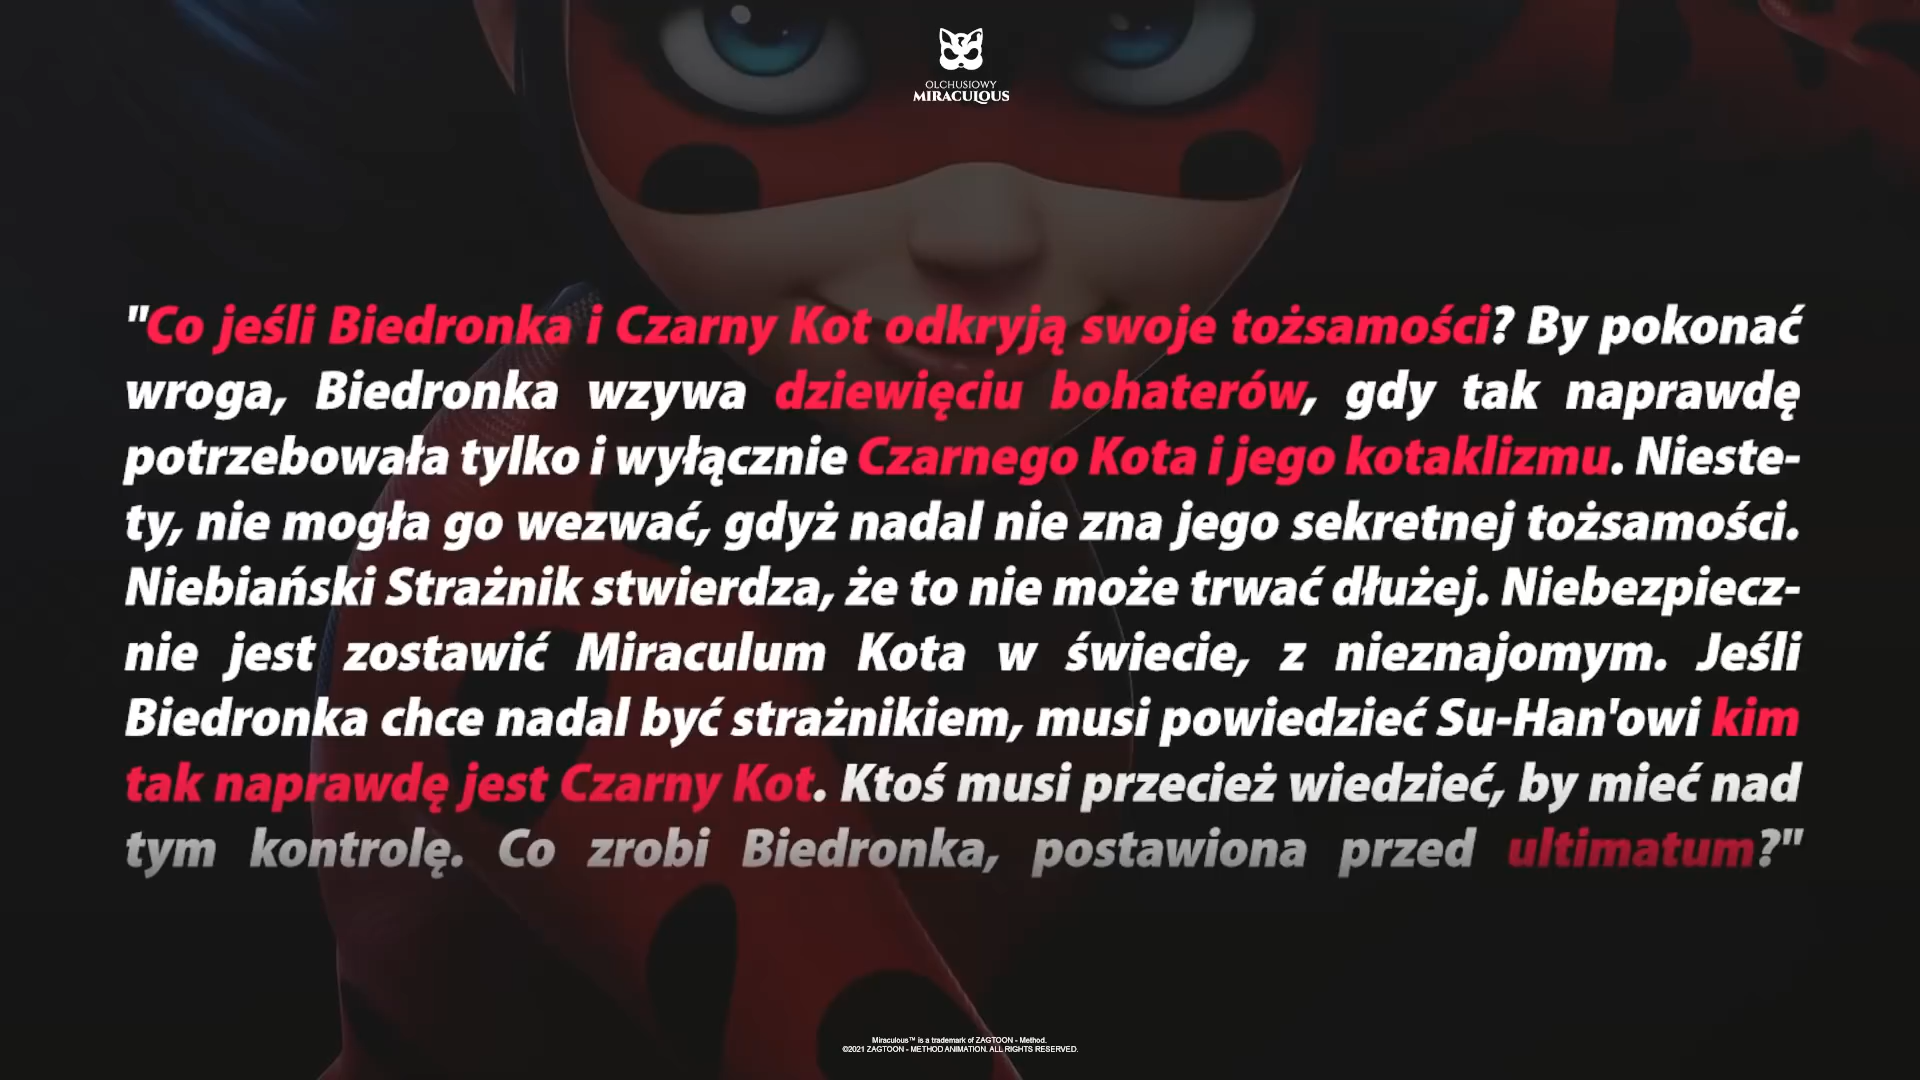 OLCHUSIOWY
MIRACULOUS
"Co jeśli Biedronka i Czarny Kot odkryją swoje tożsamości? By pokonać
wroga, Biedronka wzywa dziewięciu bohaterów, gdy tak naprawdę
potrzebowała tylko i wyłącznie Czarnego Kota i jego kotaklizmu. Nieste-
ty, nie mogła go wezwać, gdyż nadal nie zna jego sekretnej tożsamości.
Niebiański Strażnik stwierdza, że to nie może trwać dłużej. Niebezpiecz-
nie jest zostawić Miraculum Kota w świecie, z nieznajomym. Jeśli
Biedronka chce nadal być strażnikiem, musi powiedzieć Su-Han'owi kim
tak naprawdę jest Czarny Kot. Ktoś musi przecież wiedzieć, by mieć nad
tym kontrolę. Co zrobi Biedronka, postawiona przed ultimatum?"
Miraculous™ is a trademark of ZAGTOON - Method.
©2021 ZAGTOON - METHOD ANIMATION. ALL RIGHTS RESERVED.